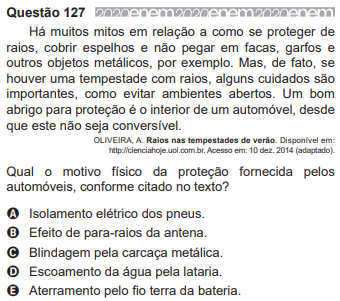 Questão 127 2020enem2020enem2020enem
Há muitos mitos em relação a como se proteger de
raios, cobrir espelhos e não pegar em facas, garfos e
outros objetos metálicos, por exemplo. Mas, de fato, se
houver uma tempestade com raios, alguns cuidados são
importantes, como evitar ambientes abertos. Um bom
abrigo para proteção é o interior de um automóvel, desde
que este não seja conversível.
OLIVEIRA, A. Raios nas tempestades de verão. Disponível em:
http://cienciahoje.uol.com.br. Acesso em: 10 dez. 2014 (adaptado).
Qual o motivo físico da proteção fornecida pelos
automóveis, conforme citado no texto?
A Isolamento elétrico dos pneus.
B Efeito de para-raios da antena.
C Blindagem pela carcaça metálica.
D Escoamento da água pela lataria.
E Aterramento pelo fio terra da bateria.